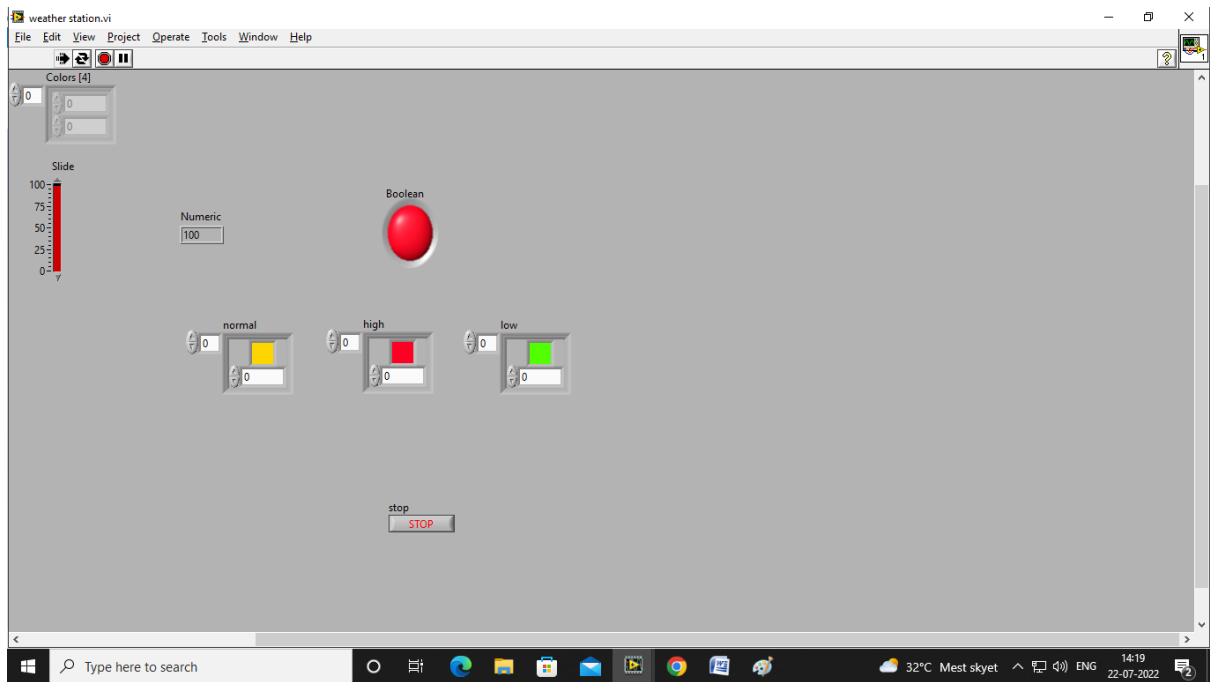 weather station.vi
File Edit View Project Operate Tools Window Help
Colors [4]
0
0
0
Slide
100
75
50
25
0
Numeric
100
Boolean
normal
0
0
high
0
0
low
0
0
stop
STOP
Type here to search
32°C Mest skyet
ENG
14:19
22-07-2022
2
1